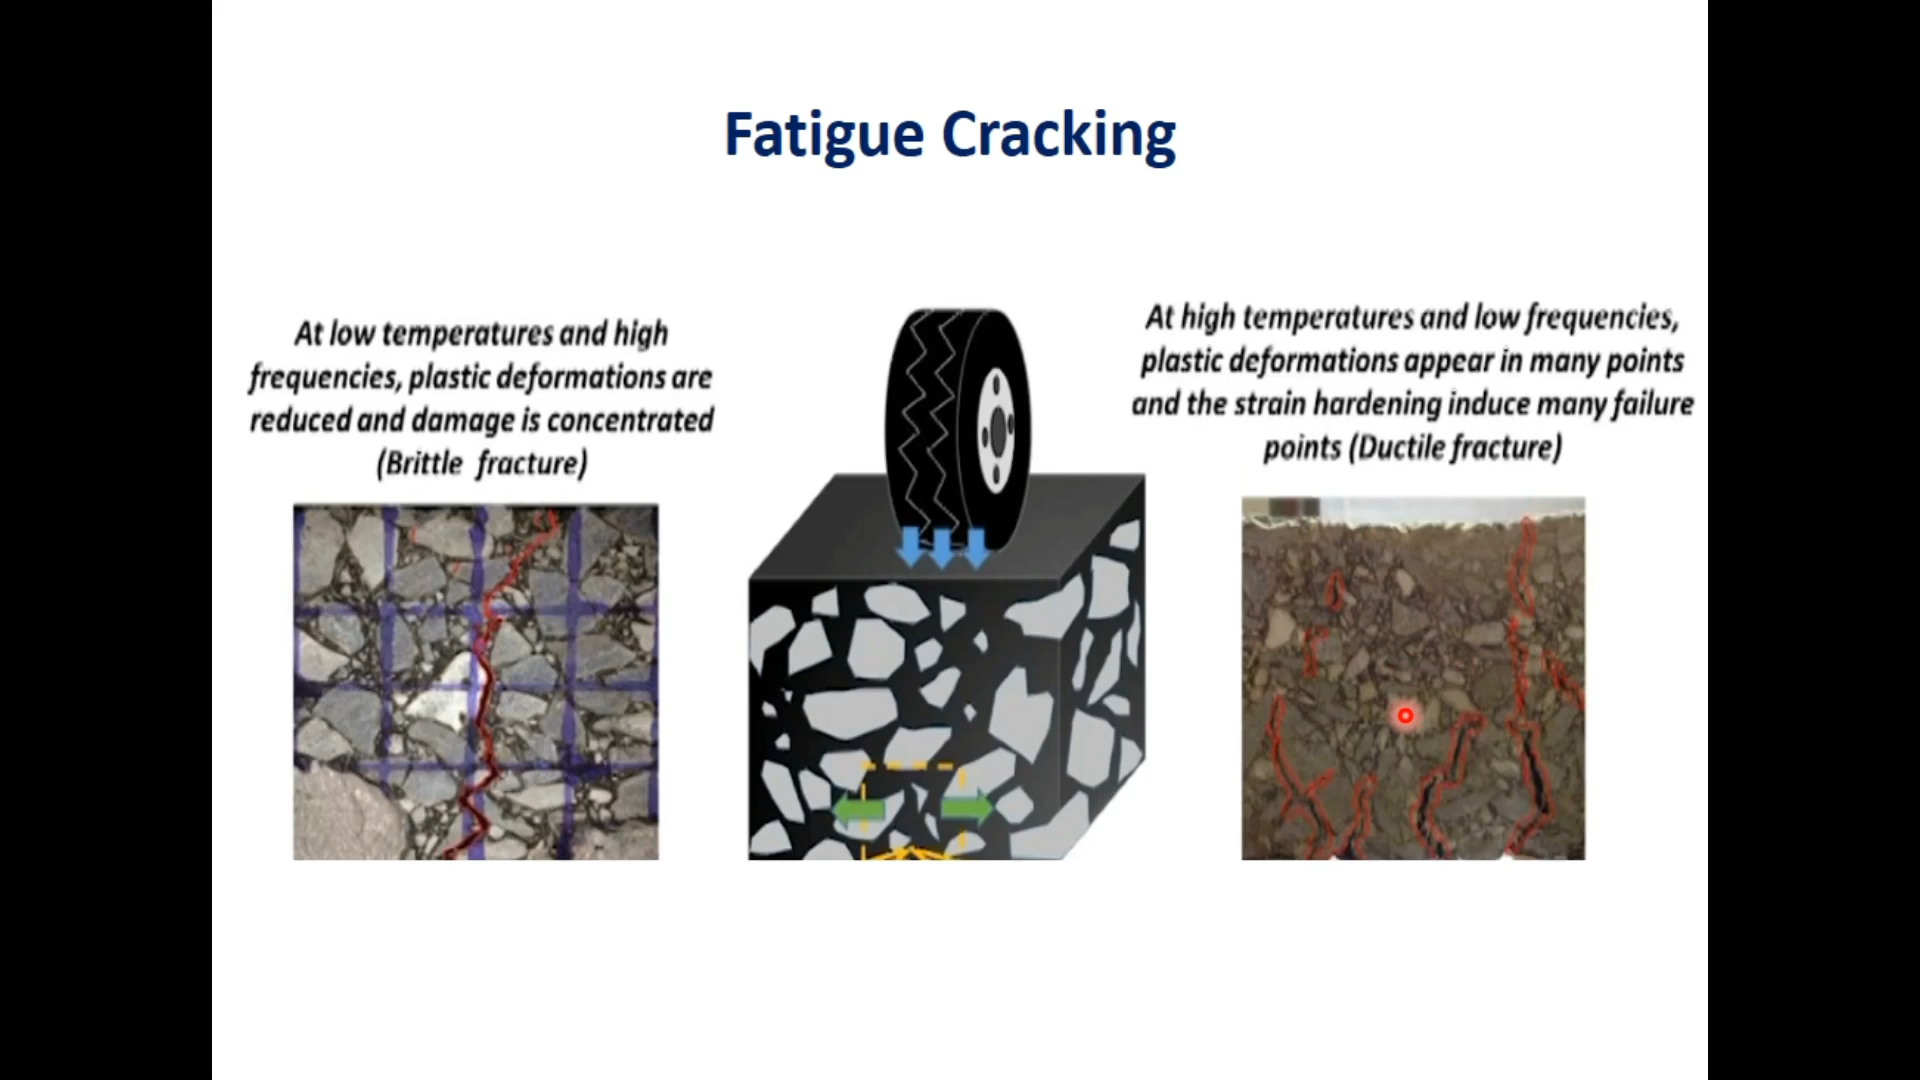 Fatigue Cracking
At low temperatures and high
frequencies, plastic deformations are
reduced and damage is concentrated
(Brittle fracture)
At high temperatures and low frequencies,
plastic deformations appear in many points
and the strain hardening induce many failure
points (Ductile fracture)